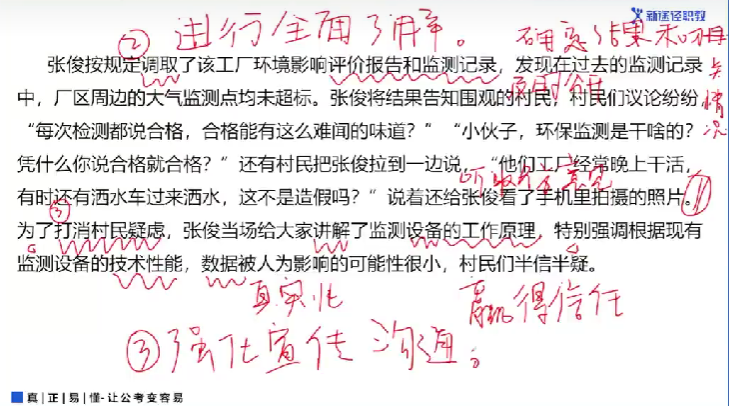 新途径职教
② 进行全面了解。
确定结果和相关情况
张俊按规定调取了该工厂环境影响评价报告和监测记录，发现在过去的监测记录
及时公开
中，厂区周边的大气监测点均未超标。张俊将结果告知围观的村民，村民们议论纷纷
“每次检测都说合格，合格能有这么难闻的味道？”“小伙子，环保监测是干啥的？
凭什么你说合格就合格？”还有村民把张俊拉到一边说，“他们工厂经常晚上干活，
听取
有时还有洒水车过来洒水，这不是造假吗？”说着还给张俊看了手机里拍摄的照片。①
③
为了打消村民疑虑，张俊当场给大家讲解了监测设备的工作原理，特别强调根据现有
监测设备的技术性能，数据被人为影响的可能性很小，村民们半信半疑。
真实性 赢得信任
③强化宣传沟通。
真|正|易|懂-让公考变容易